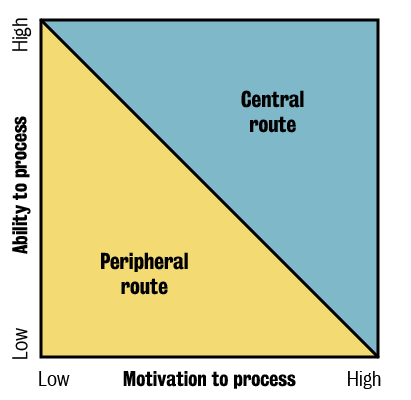 High
Ability to process
Low
Central
route
Peripheral
route
Low
Motivation to process
High